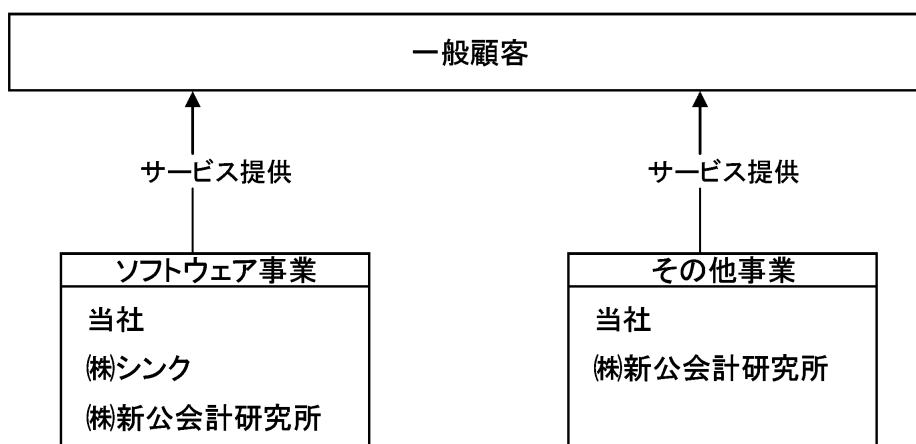 一般顧客
サービス提供
サービス提供
ソフトウェア事業
当社
㈱シンク
㈱新公会計研究所
その他事業
当社
㈱新公会計研究所